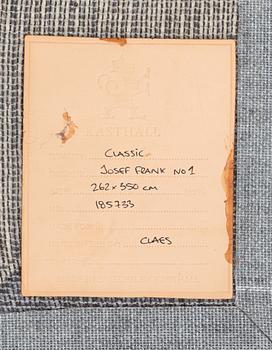 KASTHALL
CLASSIC
JOSEF FRANK NO 1
262 x 350 cm
185733
CLAES